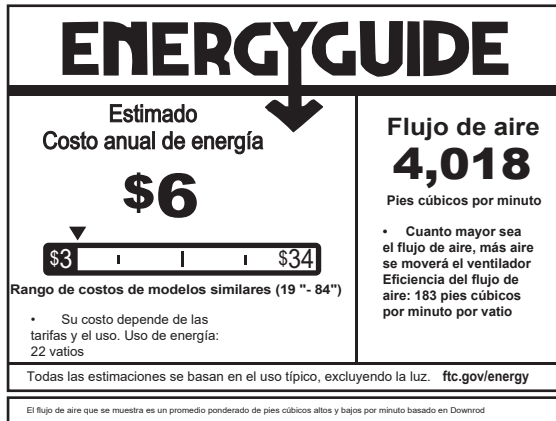 ENERGYGUIDE
Estimado
Costo anual de energía
$6
$3 $34
Rango de costos de modelos similares (19 "- 84")
• Su costo depende de las
tarifas y el uso. Uso de energía:
22 vatios
Flujo de aire
4,018
Pies cúbicos por minuto
• Cuanto mayor sea
el flujo de aire, más aire
se moverá el ventilador
Eficiencia del flujo de
aire: 183 pies cúbicos
por minuto por vatio
Todas las estimaciones se basan en el uso típico, excluyendo la luz. ftc.gov/energy
El flujo de aire que se muestra es un promedio ponderado de pies cúbicos altos y bajos por minuto basado en Downrod